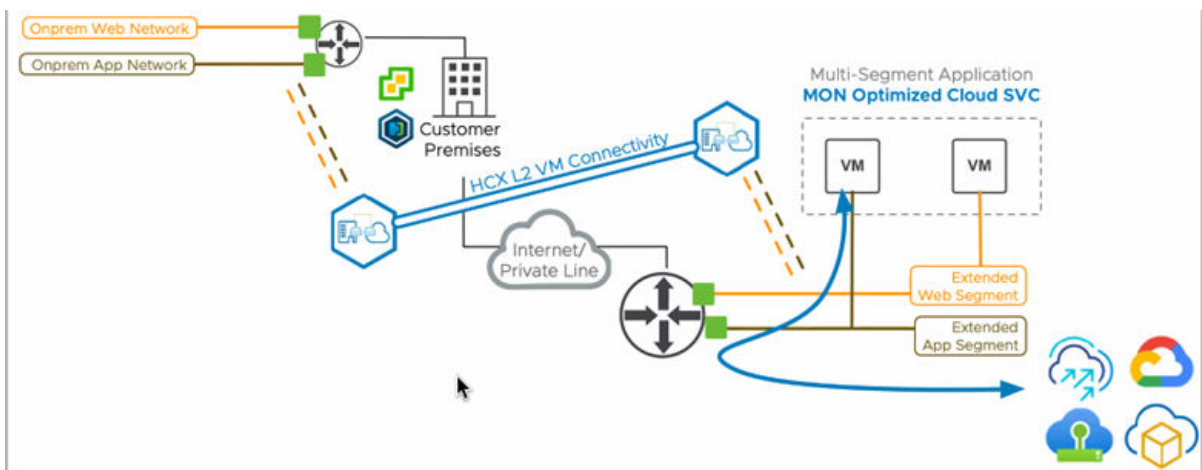 Onprem Web Network
Onprem App Network
Customer
Premises
HCX L2 VM Connectivity
Internet/
Private Line
Multi-Segment Application
MON Optimized Cloud SVC
VM
VM
Extended
Web Segment
Extended
App Segment